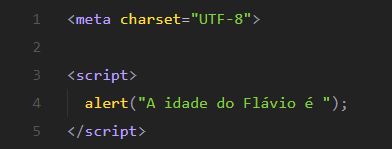 1 <meta charset="UTF-8">
2
3 <script>
4 alert("A idade do Flávio é ");
5 </script>